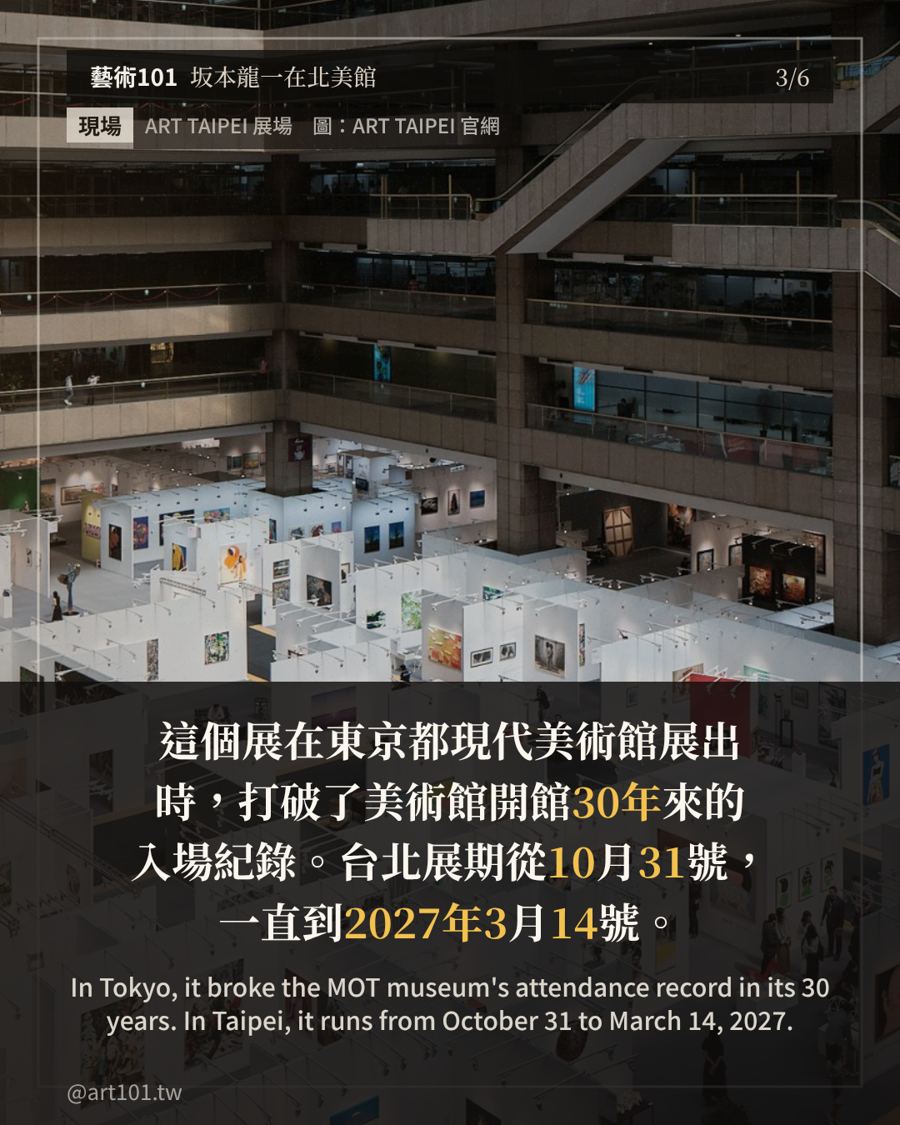 藝術101 坂本龍一在北美館 3/6
現場 ART TAIPEI 展場 圖：ART TAIPEI 官網
這個展在東京都現代美術館展出
時，打破了美術館開館30年來的
入場紀錄。台北展期從10月31號，
一直到2027年3月14號。
In Tokyo, it broke the MOT museum's attendance record in its 30
years. In Taipei, it runs from October 31 to March 14, 2027.
@art101.tw